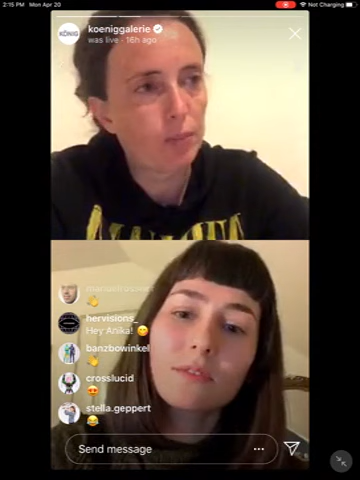 2:15 PM Mon Apr 20
Not Charging
KÖNIG
koeniggalerie
was live · 16h ago
hervisions_
Hey Anika! 😊
banzbowinkel
👋
crosslucid
😍
stella.geppert
😂
Send message